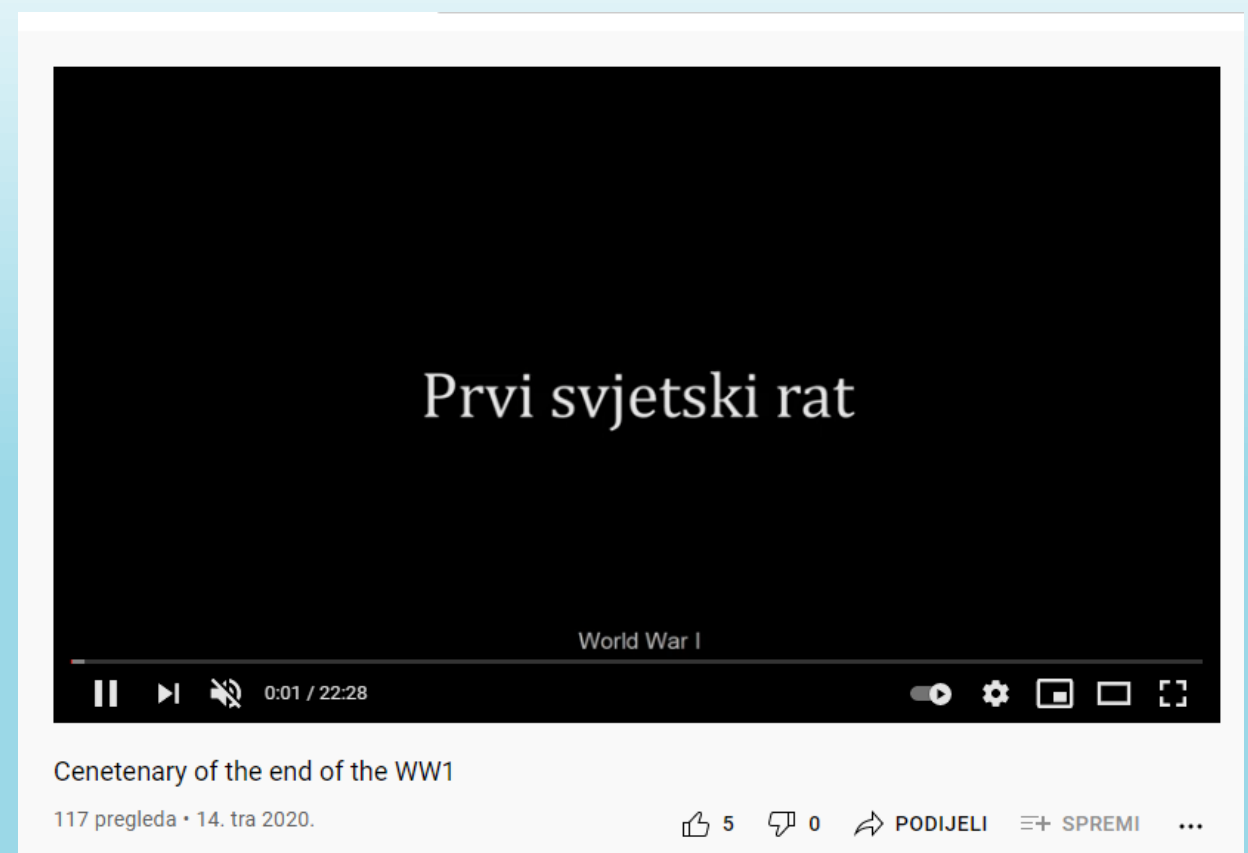 Prvi svjetski rat
World War I
0:01 / 22:28
Cenetenary of the end of the WW1
117 pregleda • 14. tra 2020.
5 0 PODIJELI SPREMI